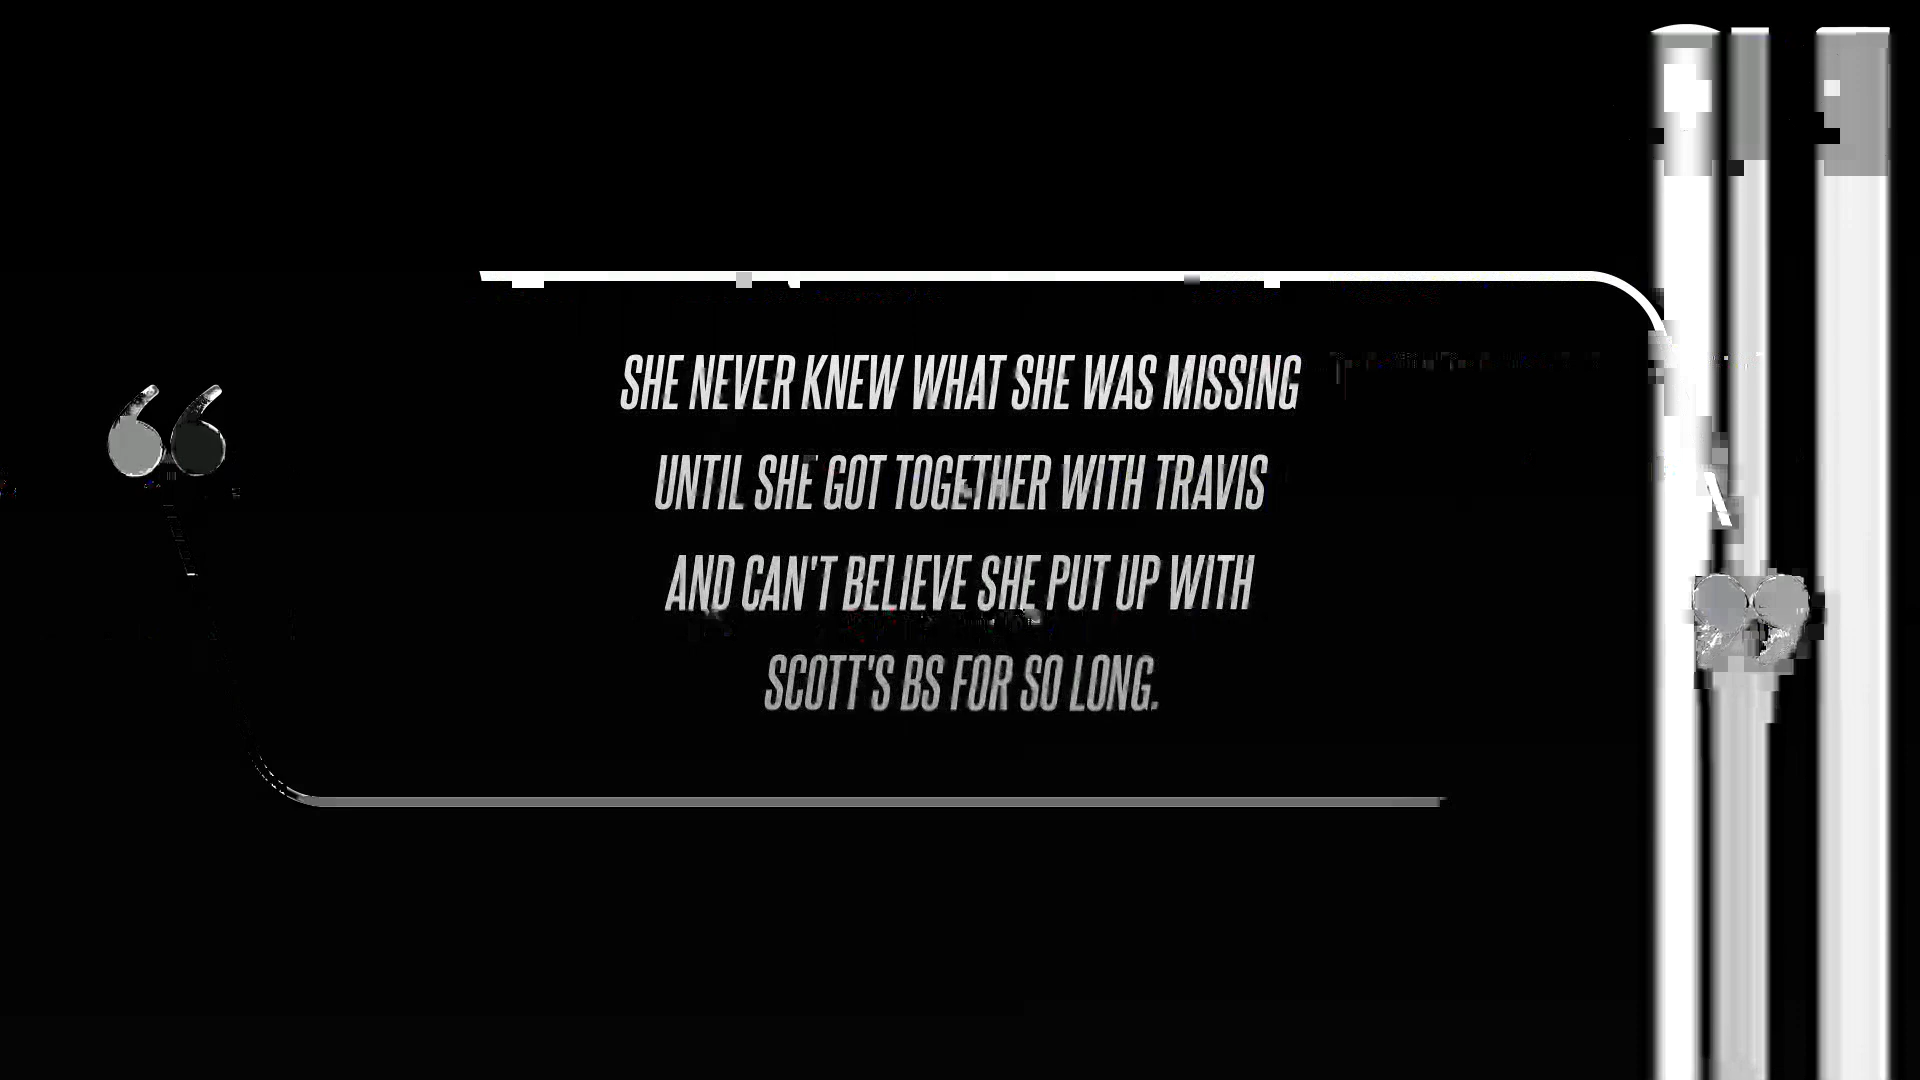 SHE NEVER KNEW WHAT SHE WAS MISSING
UNTIL SHE GOT TOGETHER WITH TRAVIS
AND CAN'T BELIEVE SHE PUT UP WITH
SCOTT'S BS FOR SO LONG.